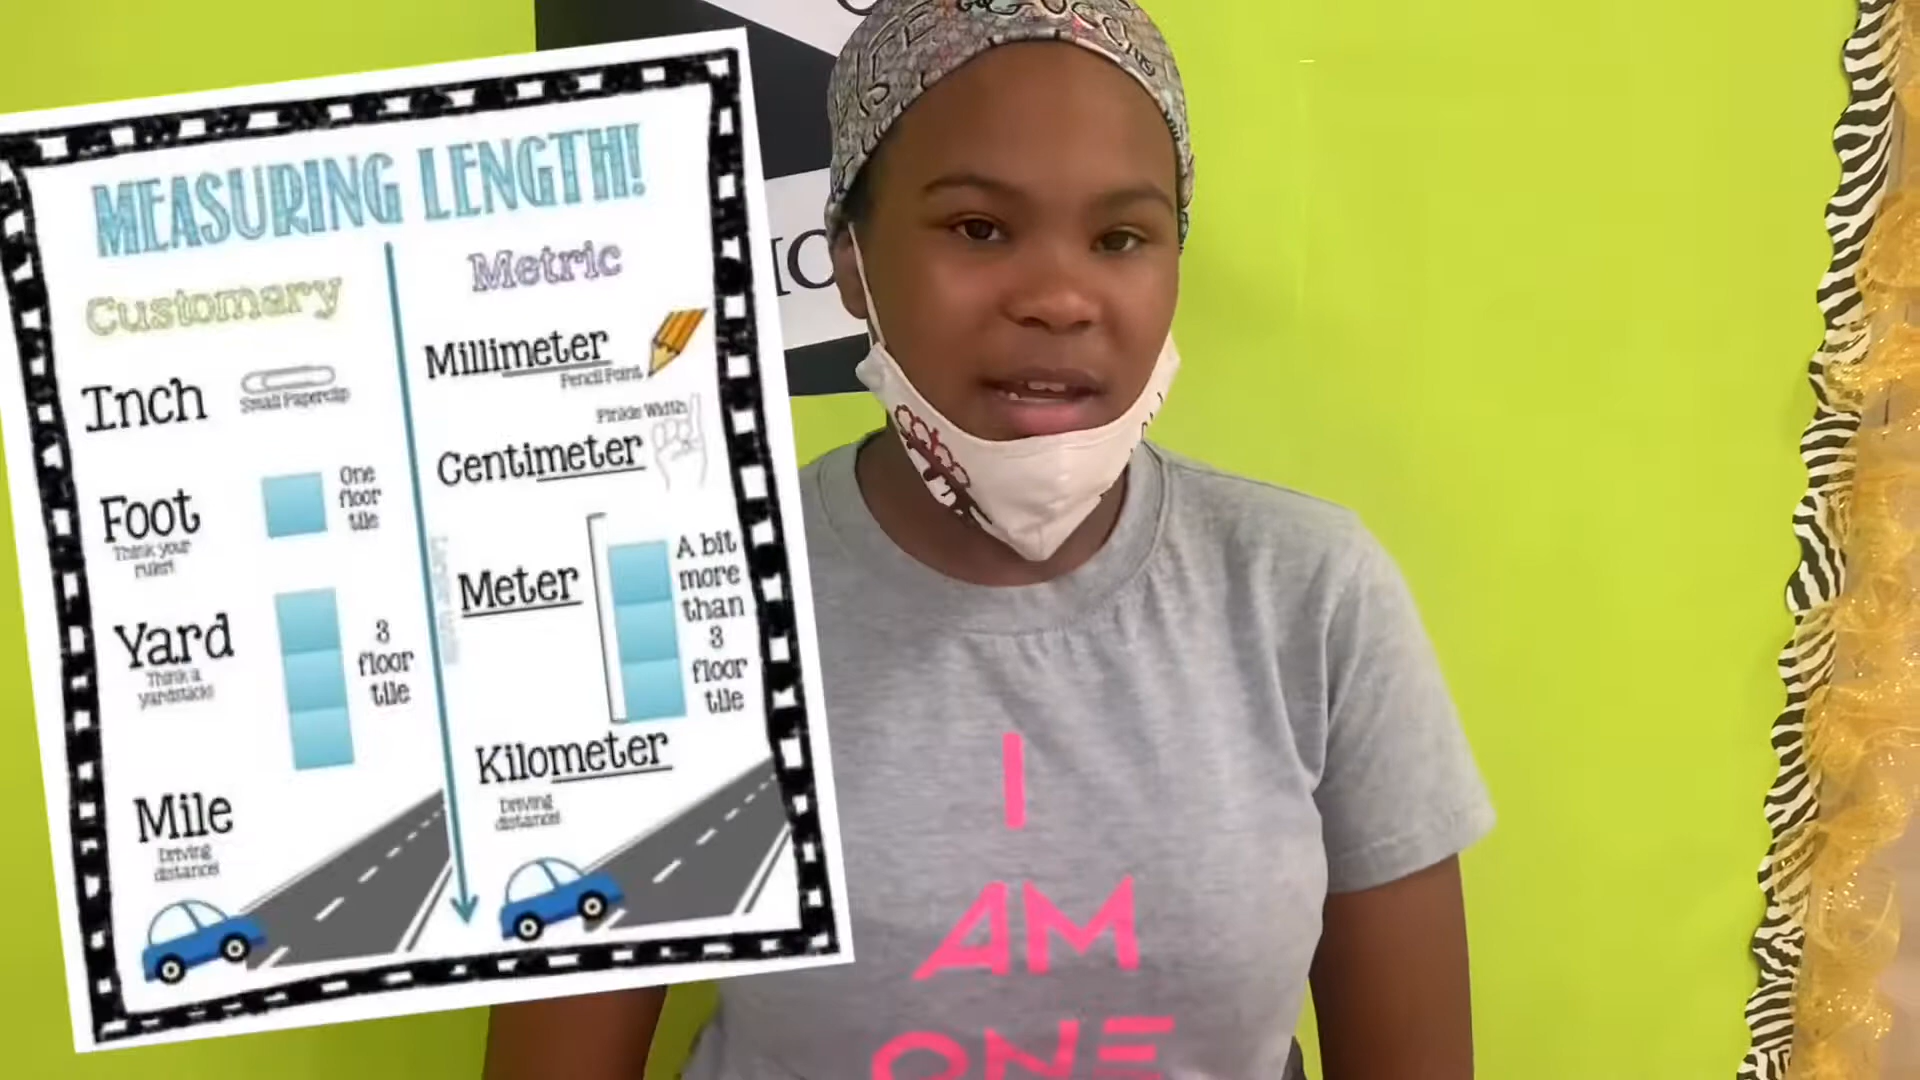 MEASURING LENGTH!
Customary
Inch
Small Paperclip
Foot
Think your
ruler!
One
floor
tile
Yard
Think a
yardstick!
3
floor
tile
Mile
Driving
distance!
Metric
Millimeter
Pencil Point
Pinkie Width
Centimeter
Meter
A bit
more
than
3
floor
tile
Kilometer
Driving
distance!
I
AM
ONE